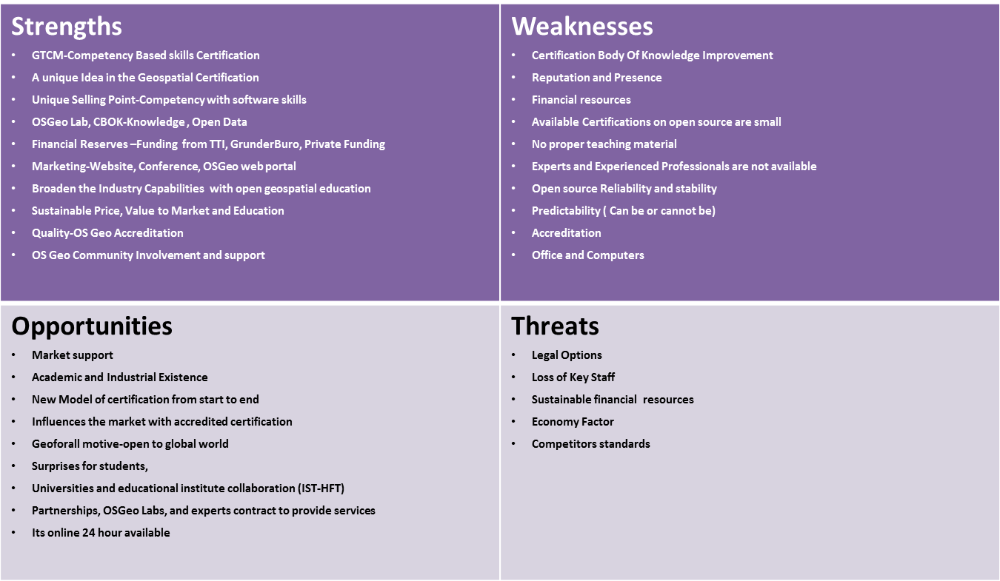 Strengths
• GTCM-Competency Based skills Certification
• A unique Idea in the Geospatial Certification
• Unique Selling Point-Competency with software skills
• OSGeo Lab, CBOK-Knowledge , Open Data
• Financial Reserves –Funding from TTI, GrunderBuro, Private Funding
• Marketing-Website, Conference, OSGeo web portal
• Broaden the Industry Capabilities with open geospatial education
• Sustainable Price, Value to Market and Education
• Quality-OS Geo Accreditation
• OS Geo Community Involvement and support
Weaknesses
• Certification Body Of Knowledge Improvement
• Reputation and Presence
• Financial resources
• Available Certifications on open source are small
• No proper teaching material
• Experts and Experienced Professionals are not available
• Open source Reliability and stability
• Predictability ( Can be or cannot be)
• Accreditation
• Office and Computers
Opportunities
• Market support
• Academic and Industrial Existence
• New Model of certification from start to end
• Influences the market with accredited certification
• Geoforall motive-open to global world
• Surprises for students,
• Universities and educational institute collaboration (IST-HFT)
• Partnerships, OSGeo Labs, and experts contract to provide services
• Its online 24 hour available
Threats
• Legal Options
• Loss of Key Staff
• Sustainable financial resources
• Economy Factor
• Competitors standards